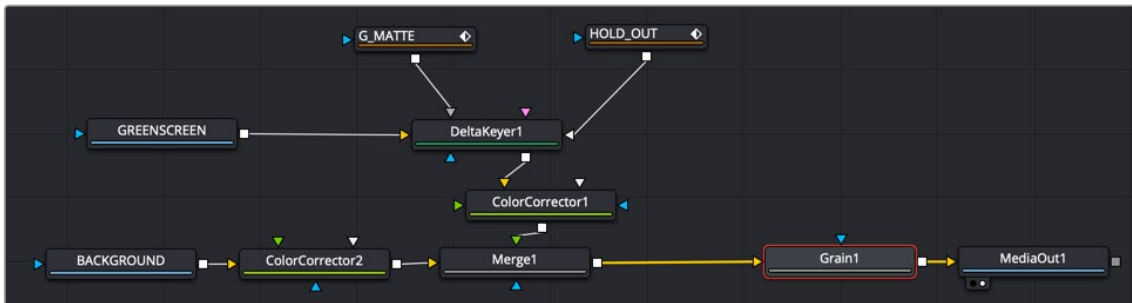 G_MATTE
HOLD_OUT
GREENSCREEN
DeltaKeyer1
ColorCorrector1
BACKGROUND
ColorCorrector2
Merge1
Grain1
MediaOut1